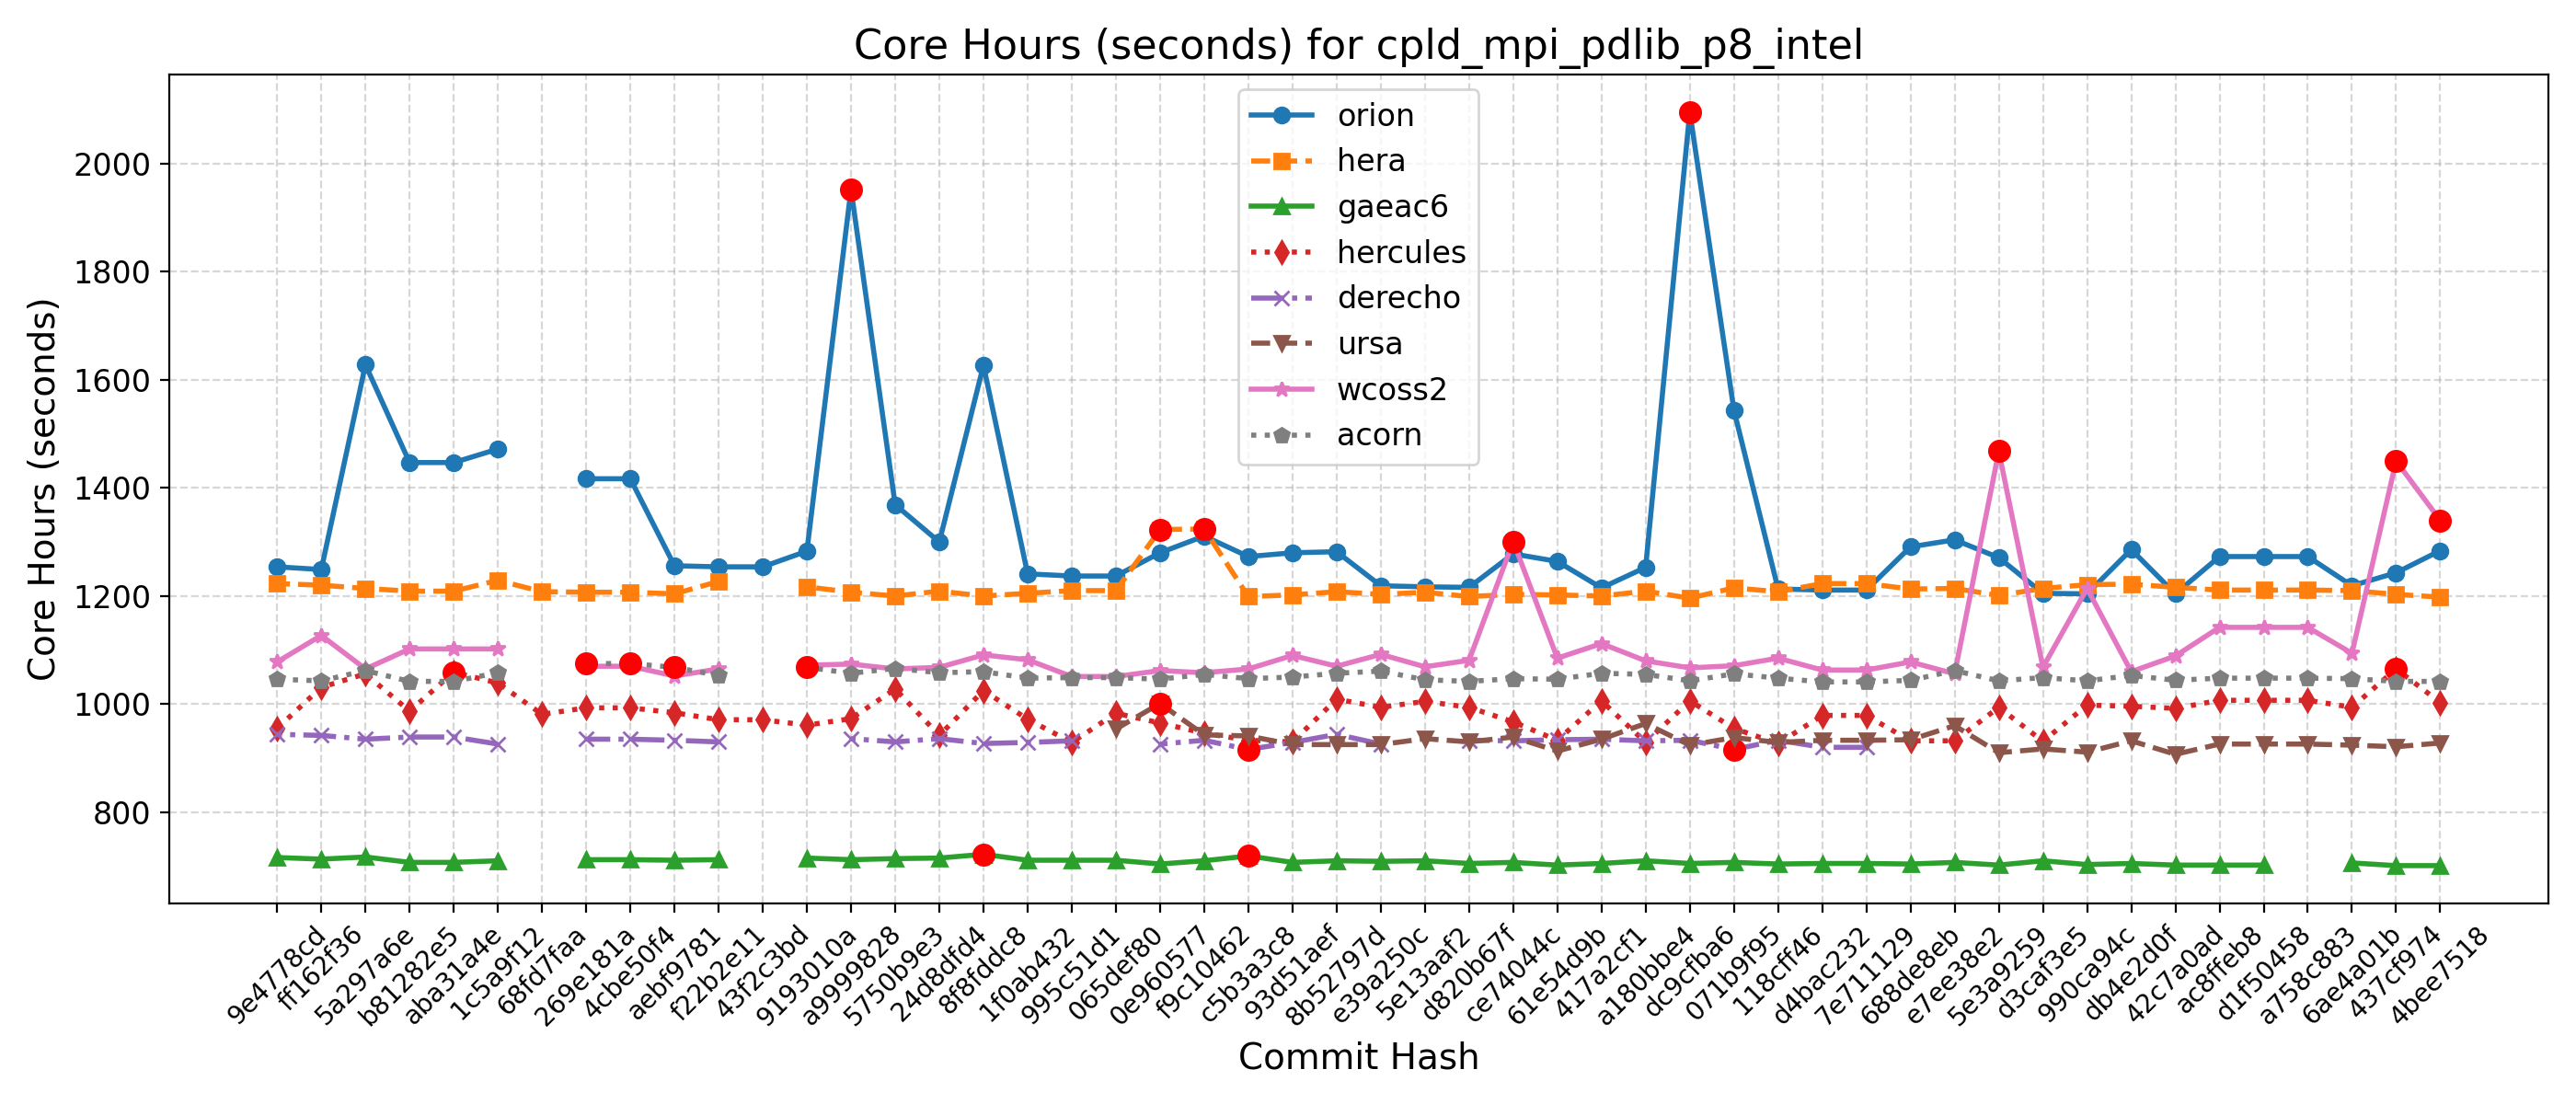 Core Hours (seconds) for cpld_mpi_pdlib_p8_intel
orion
hera
gaeac6
hercules
derecho
ursa
wcoss2
acorn
Core Hours (seconds)
2000
1800
1600
1400
1200
1000
800
9e4778cd
ff162f36
5a297a6e
b81282e5
aba31a4e
1c5a9f12
68fd7faa
269e181a
4cbe50f4
aebf9781
f22b2e11
43f2c3bd
9193010a
a9999828
5750b9e3
24d8dfd4
8f8fddc8
1f0ab432
995c51d1
065def80
0e960577
f9c10462
c5b3a3c8
93d51aef
8b52797d
e39a250c
5e13aaf2
d820b67f
ce74044c
61e54d9b
417a2cf1
a180bbe4
dc9cfba6
071b9f95
118cff46
d4bac232
7e711129
688de8eb
e7ee38e2
5e3a9259
d3caf3e5
990ca94c
db4e2d0f
42c7a0ad
ac8ffeb8
d1f50458
a758c883
6ae4a01b
437cf974
4bee7518
Commit Hash